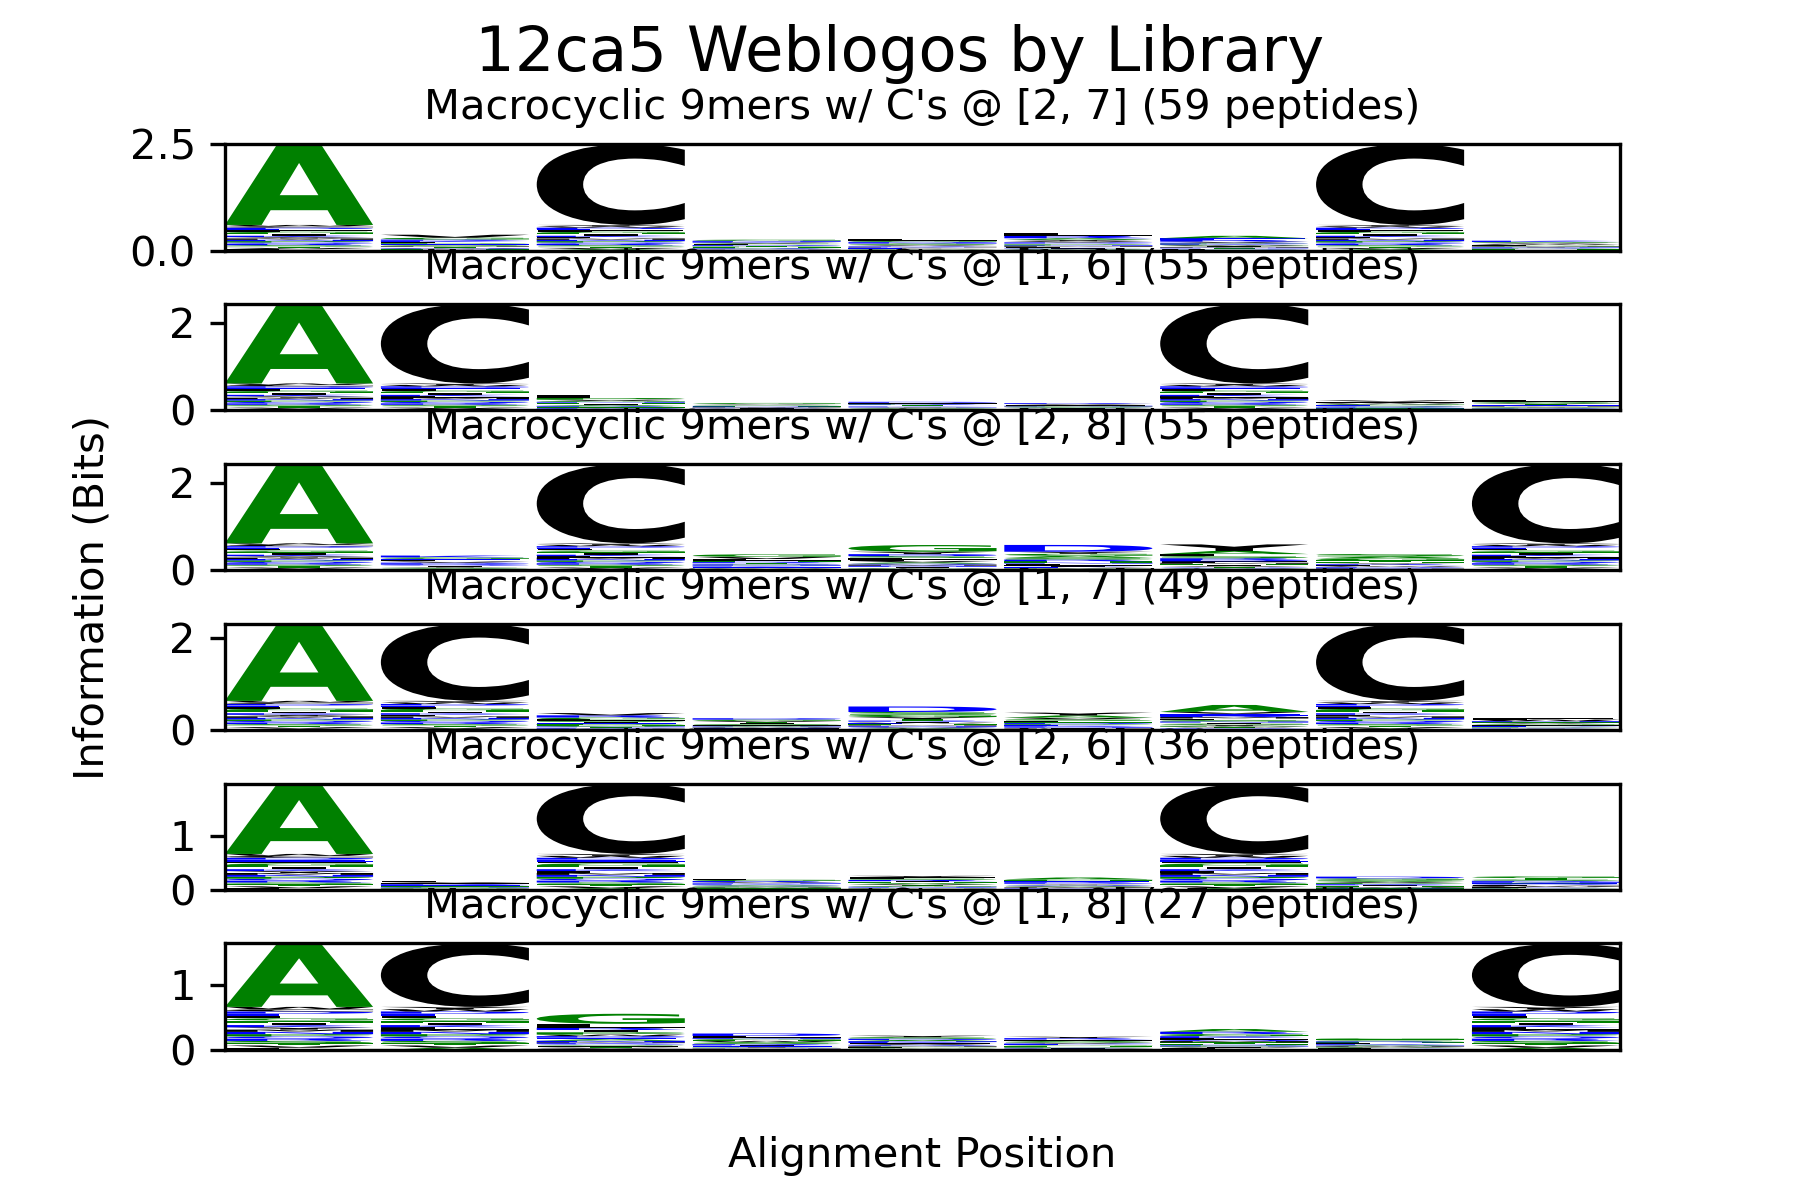 12ca5 Weblogos by Library
Macrocyclic 9mers w/ C's @ [2, 7] (59 peptides)
2.5
A C C
0.0
Macrocyclic 9mers w/ C's @ [1, 6] (55 peptides)
2
A C C
0
Macrocyclic 9mers w/ C's @ [2, 8] (55 peptides)
2
A C C
0
Macrocyclic 9mers w/ C's @ [1, 7] (49 peptides)
2
A C C
0
Macrocyclic 9mers w/ C's @ [2, 6] (36 peptides)
A C C
1
0
Macrocyclic 9mers w/ C's @ [1, 8] (27 peptides)
A C C
1
G
0
Information (Bits)
Alignment Position